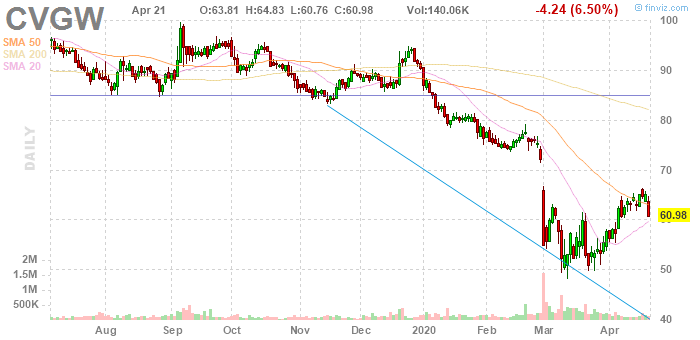 CVGW
Apr 21 O:63.81 H:64.83 L:60.76 C:60.98 Vol:140.06K -4.24 (6.50%)
© finviz.com
SMA 50
SMA 200
SMA 20
DAILY
100
90
80
70
60
60.98
50
40
2M
1.5M
1M
500K
Aug Sep Oct Nov Dec 2020 Feb Mar Apr